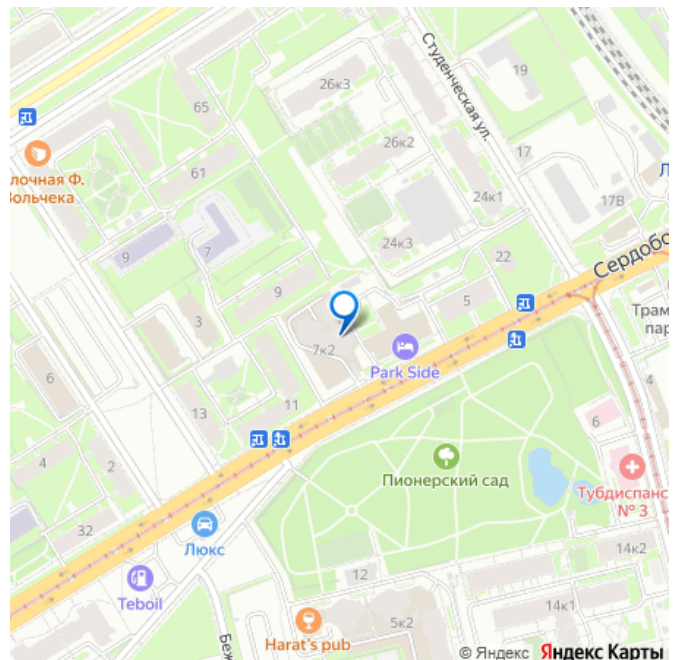 19
26к3
Студенческая ул.
65
26к2
17
лочная Ф.
Вольчека
61
24к1
17В
Л
9
7
24к3
22
Сердобо
9
5
3
Трам
пар
7к2
Park Side
6
4
13
11
6
4
2
Пионерский сад
Тубдиспанс
№ 3
32
Люкс
14к2
12
Teboil
14к1
5к2
Беж
Harat's pub
© Яндекс Яндекс Карты